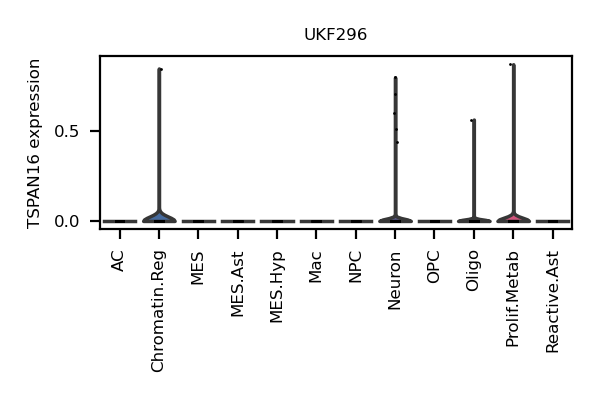 UKF296
TSPAN16 expression
0.5
0.0
AC
Chromatin.Reg
MES
MES.Ast
MES.Hyp
Mac
NPC
Neuron
OPC
Oligo
Prolif.Metab
Reactive.Ast